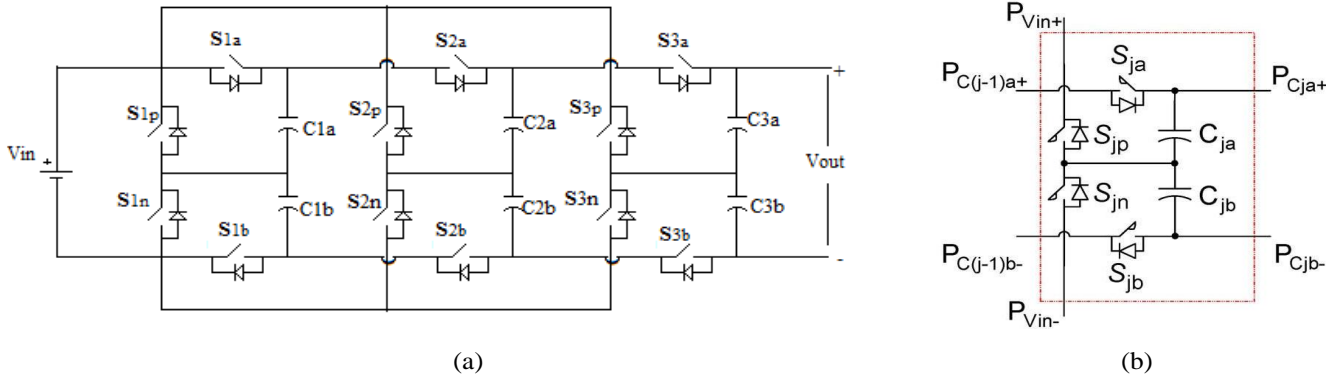 S1a
S2a
S3a
+
S1p
C1a
S2p
C2a
S3p
C3a
Vin
+
Vout
S1n
C1b
S2n
C2b
S3n
C3b
S1b
S2b
S3b
-
(a)
PVin+
Sja
PC(j-1)a+
PCja+
Sjp
Cja
Sjn
Cjb
PC(j-1)b-
PCjb-
Sjb
PVin-
(b)